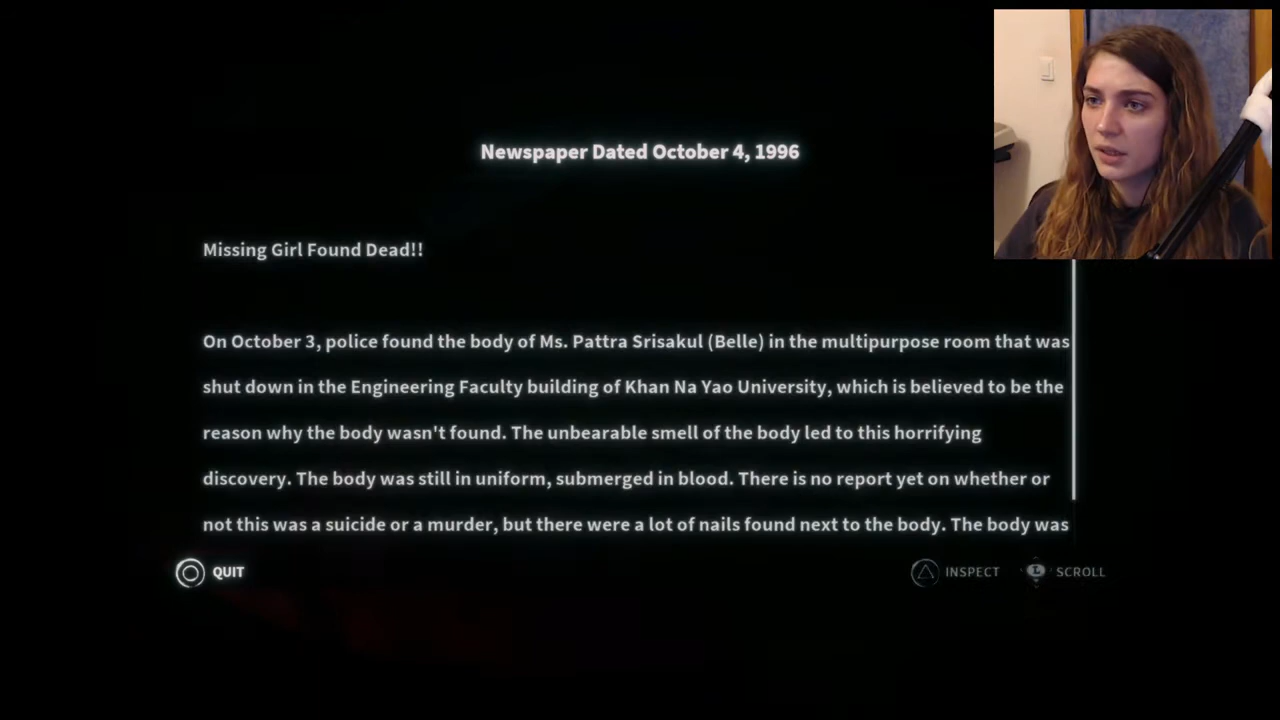 Newspaper Dated October 4, 1996
Missing Girl Found Dead!!
On October 3, police found the body of Ms. Pattra Srisakul (Belle) in the multipurpose room that was
shut down in the Engineering Faculty building of Khan Na Yao University, which is believed to be the
reason why the body wasn't found. The unbearable smell of the body led to this horrifying
discovery. The body was still in uniform, submerged in blood. There is no report yet on whether or
not this was a suicide or a murder, but there were a lot of nails found next to the body. The body was
QUIT
INSPECT
L
SCROLL